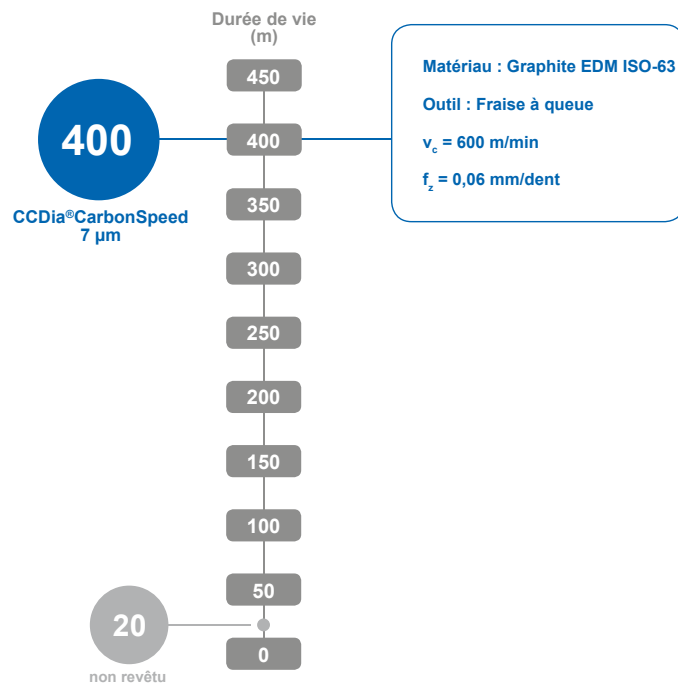 Durée de vie
(m)
450
400
400
CCDia®CarbonSpeed
7 µm
Matériau : Graphite EDM ISO-63
Outil : Fraise à queue
vc = 600 m/min
fz = 0,06 mm/dent
350
300
250
200
150
100
50
20
non revêtu
0